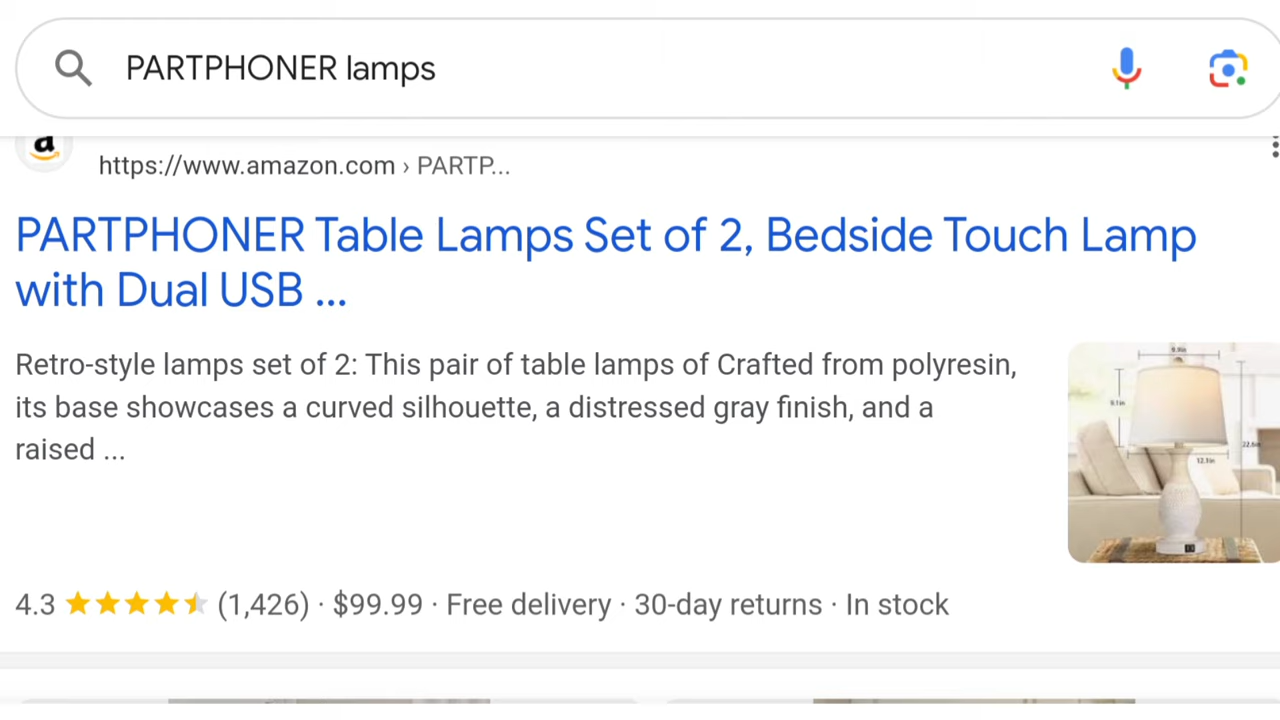 PARTPHONER lamps
a
https://www.amazon.com › PARTP...
PARTPHONER Table Lamps Set of 2, Bedside Touch Lamp
with Dual USB ...
Retro-style lamps set of 2: This pair of table lamps of Crafted from polyresin,
its base showcases a curved silhouette, a distressed gray finish, and a
raised ...
12.1in
4.3 (1,426) · $99.99 · Free delivery · 30-day returns · In stock